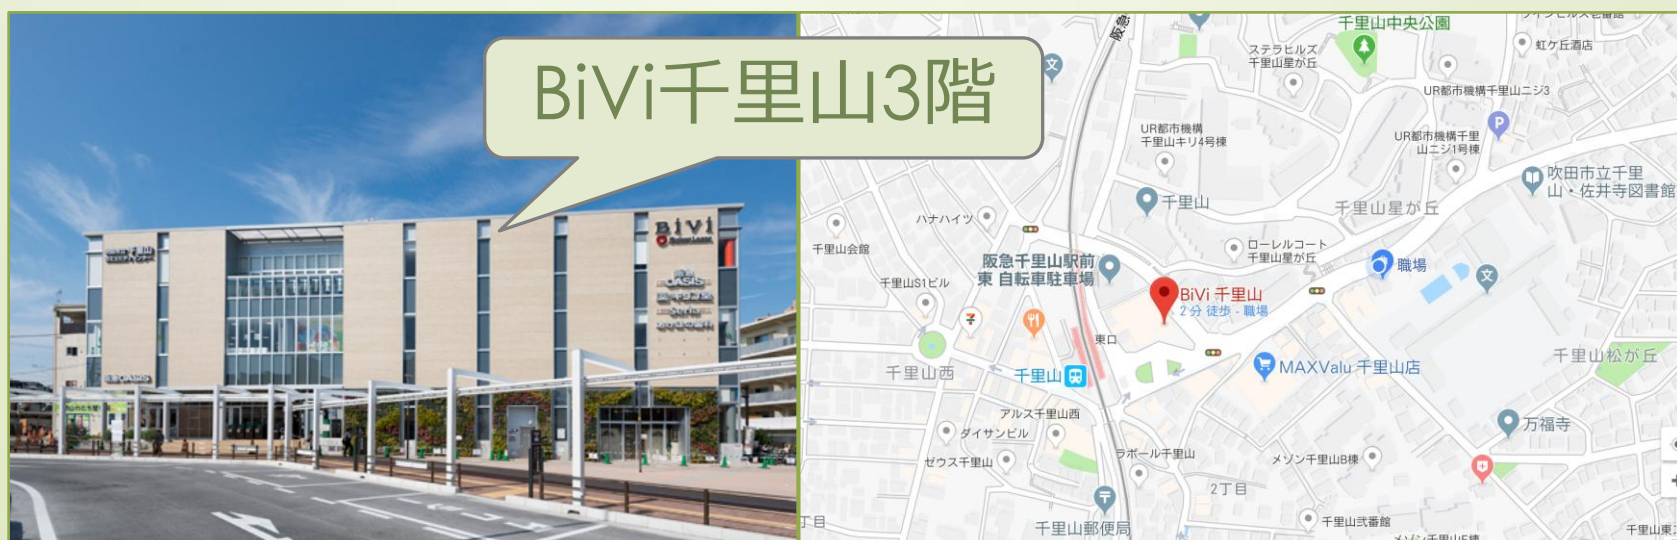 BiVi千里山3階
BiVi
OASIS
Seria
千里山中央公園
虹ケ丘酒店
ステラヒルズ
千里山星が丘
UR都市機構千里山ニジ3
UR都市機構
千里山キリ4号棟
UR都市機構千里
山ニジ1号棟
吹田市立千里
山・佐井寺図書館
千里山
千里山星が丘
ハナハイツ
千里山会館
阪急千里山駅前
東 自転車駐車場
ローレルコート
千里山星が丘
職場
千里山S1ビル
BiVi 千里山
2 分 徒歩 - 職場
東口
千里山松が丘
千里山西
千里山
MAXValu 千里山店
アルス千里山西
ダイサンビル
万福寺
ラポール千里山
ゼウス千里山
メゾン千里山B棟
2丁目
千里山弐番館
千里山郵便局
丁目